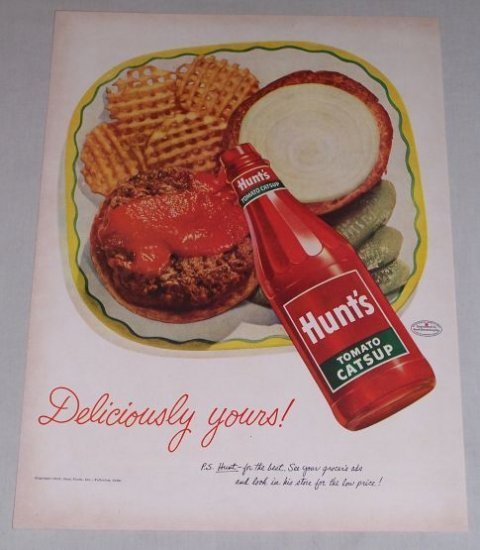 Hunt's
TOMATO CATSUP
Hunt's
TOMATO
CATSUP
Deliciously yours!
P.S. Hunt-for the best. See your grocer's ads
and look in his store for the low price!